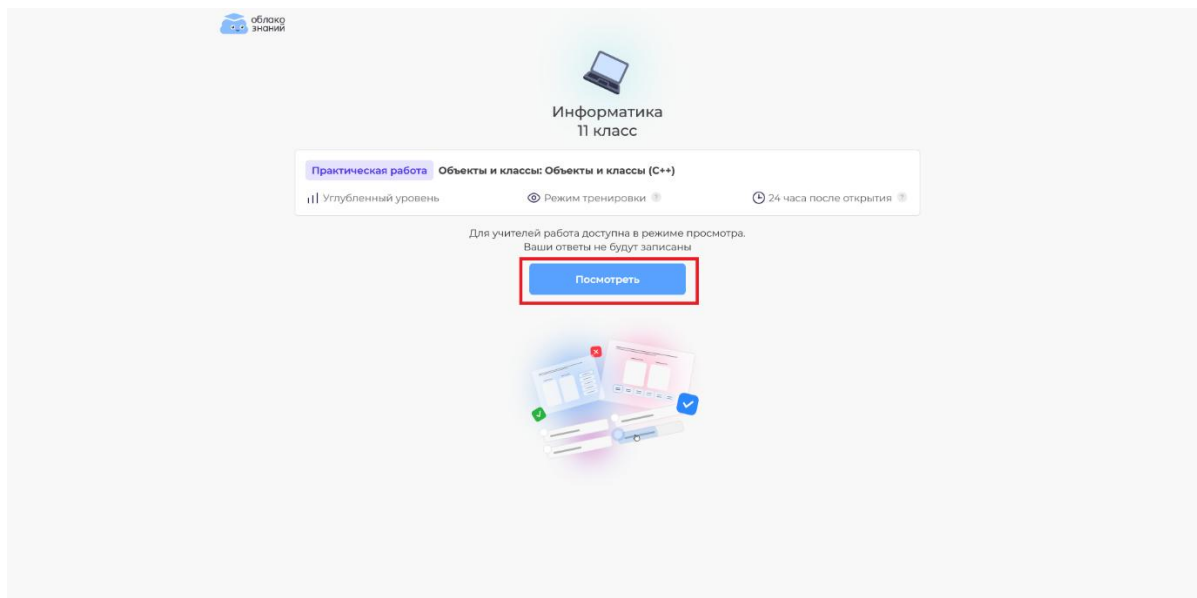 облако
знаний
Информатика
11 класс
Практическая работа Объекты и классы: Объекты и классы (C++)
Углубленный уровень Режим тренировки ? 24 часа после открытия ?
Для учителей работа доступна в режиме просмотра.
Ваши ответы не будут записаны
Посмотреть